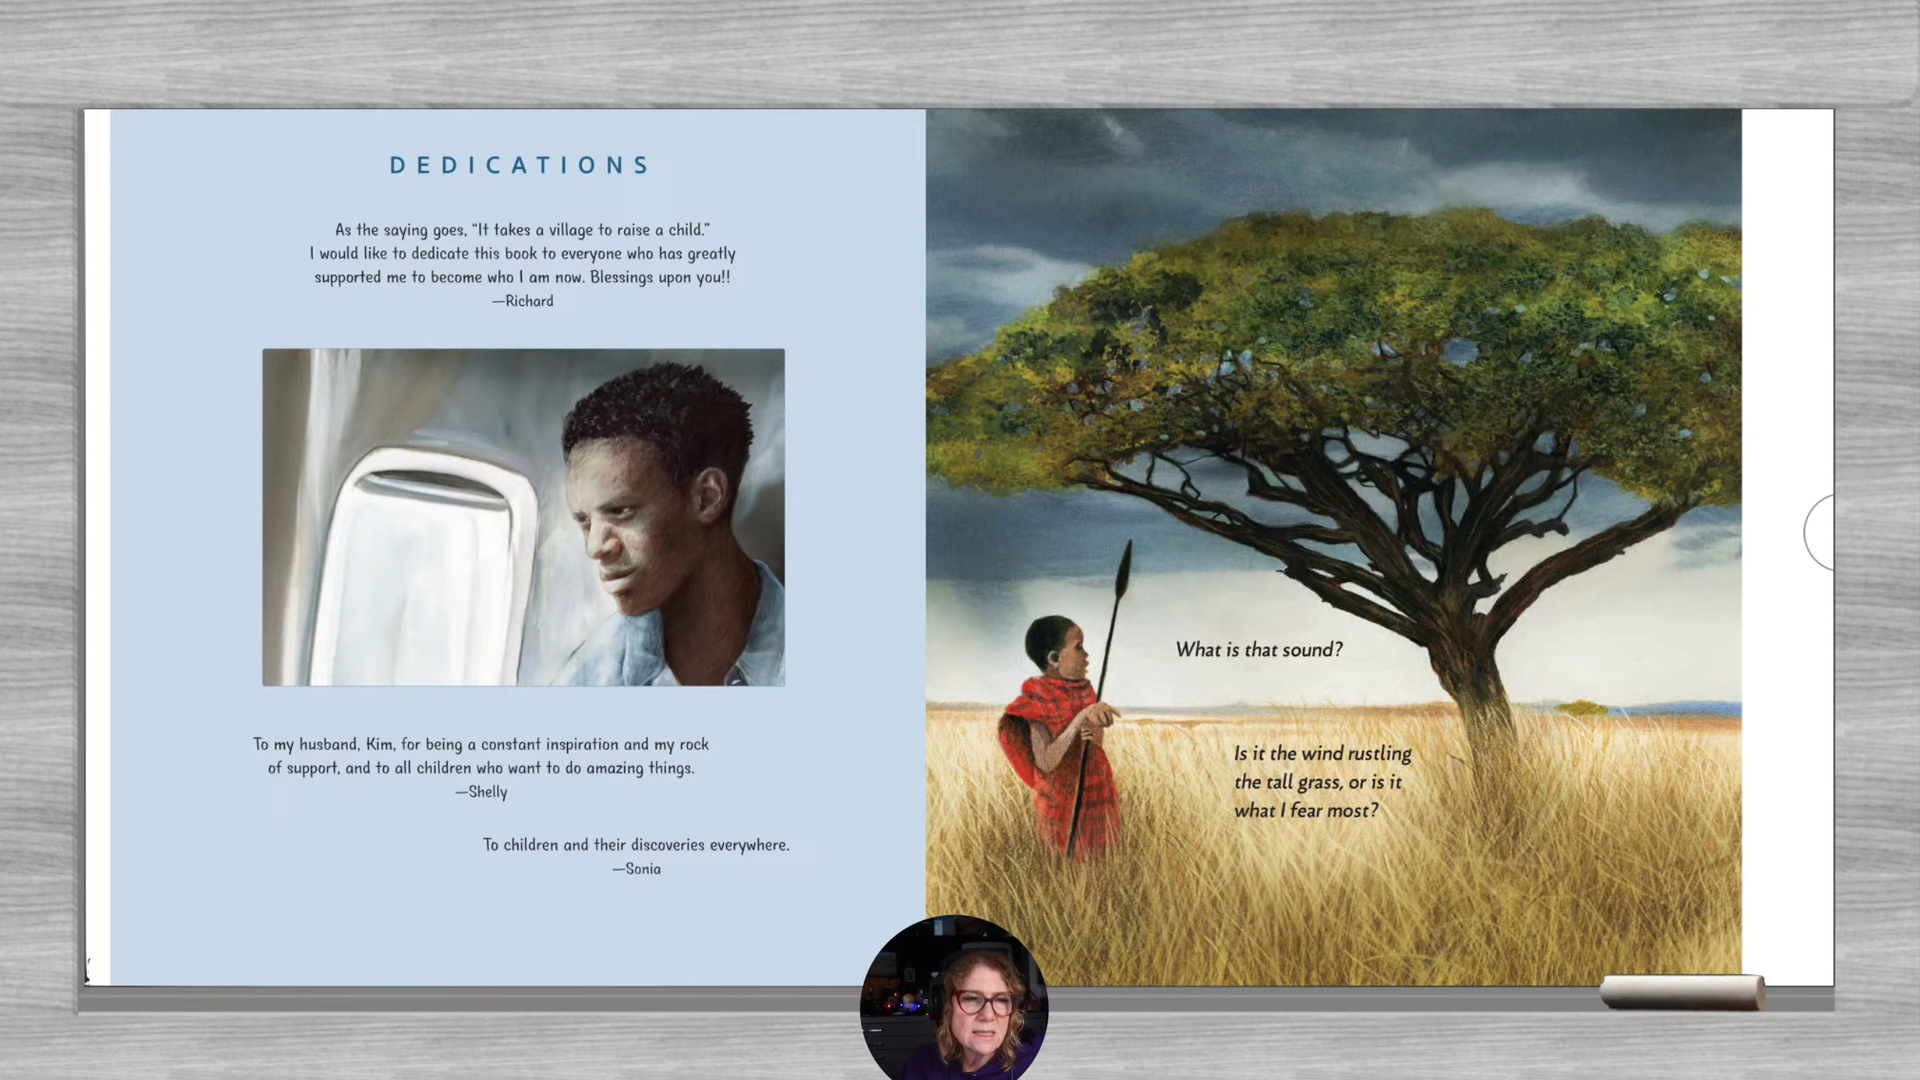 DEDICATIONS
As the saying goes, “It takes a village to raise a child.”
I would like to dedicate this book to everyone who has greatly
supported me to become who I am now. Blessings upon you!!
—Richard
To my husband, Kim, for being a constant inspiration and my rock
of support, and to all children who want to do amazing things.
—Shelly
To children and their discoveries everywhere.
—Sonia
What is that sound?
Is it the wind rustling
the tall grass, or is it
what I fear most?